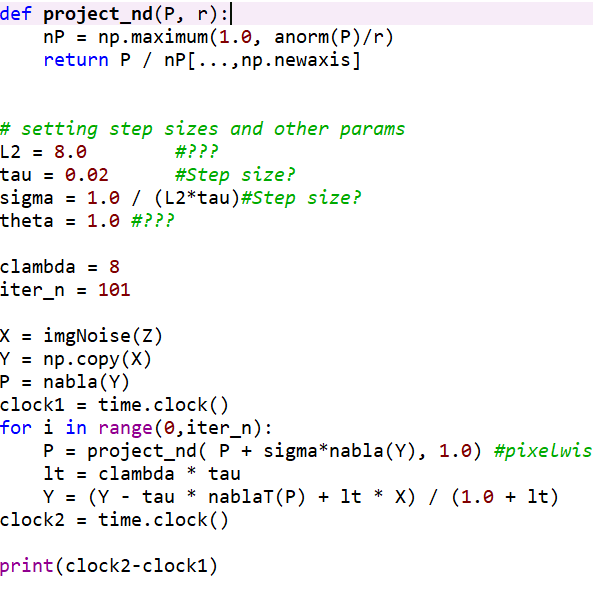 def project_nd(P, r):
    nP = np.maximum(1.0, anorm(P)/r)
    return P / nP[...,np.newaxis]
# setting step sizes and other params
L2 = 8.0        #???
tau = 0.02      #Step size?
sigma = 1.0 / (L2*tau)#Step size?
theta = 1.0 #???
clambda = 8
iter_n = 101
X = imgNoise(Z)
Y = np.copy(X)
P = nabla(Y)
clock1 = time.clock()
for i in range(0,iter_n):
    P = project_nd( P + sigma*nabla(Y), 1.0) #pixelwis
    lt = clambda * tau
    Y = (Y - tau * nablaT(P) + lt * X) / (1.0 + lt)
clock2 = time.clock()
print(clock2-clock1)